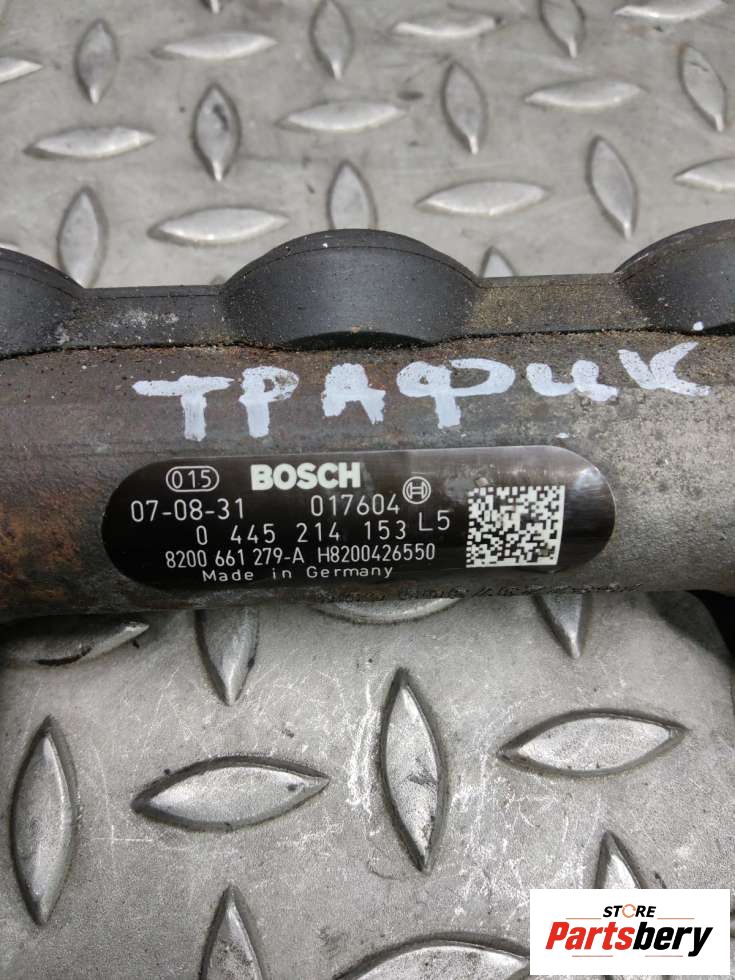 ТРАФИК
015 BOSCH
07-08-31 017604
0 445 214 153 L5
8200 661 279-A H8200426550
Made in Germany
STORE
Partsbery